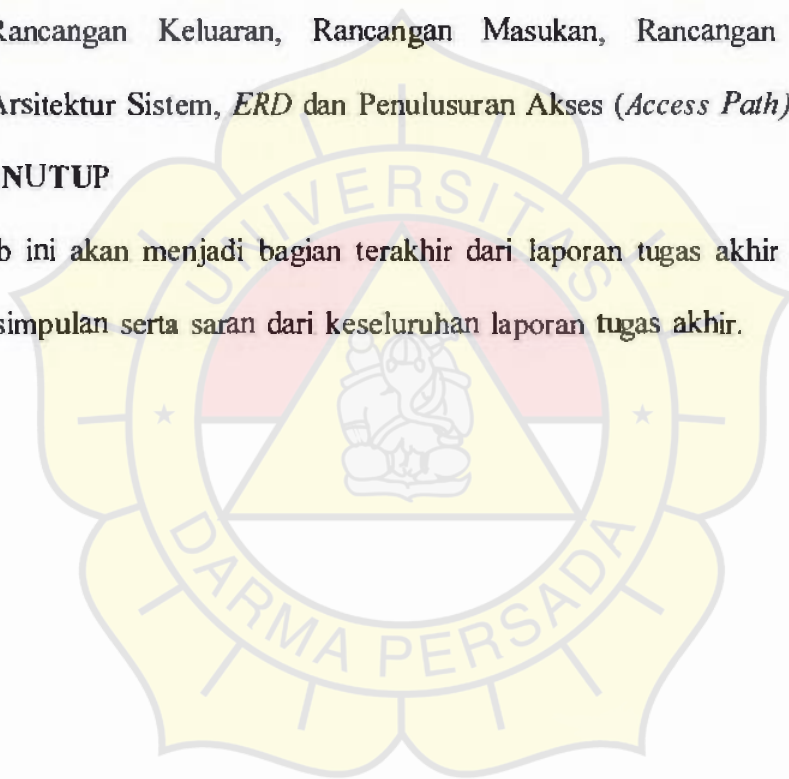 Rancangan Keluaran, Rancangan Masukan, Rancangan
Arsitektur Sistem, ERD dan Penulusuran Akses (Access Path)
NUTUP
b ini akan menjadi bagian terakhir dari laporan tugas akhir
simpulan serta saran dari keseluruhan laporan tugas akhir.
UNIVERSITAS
DARMA PERSADA